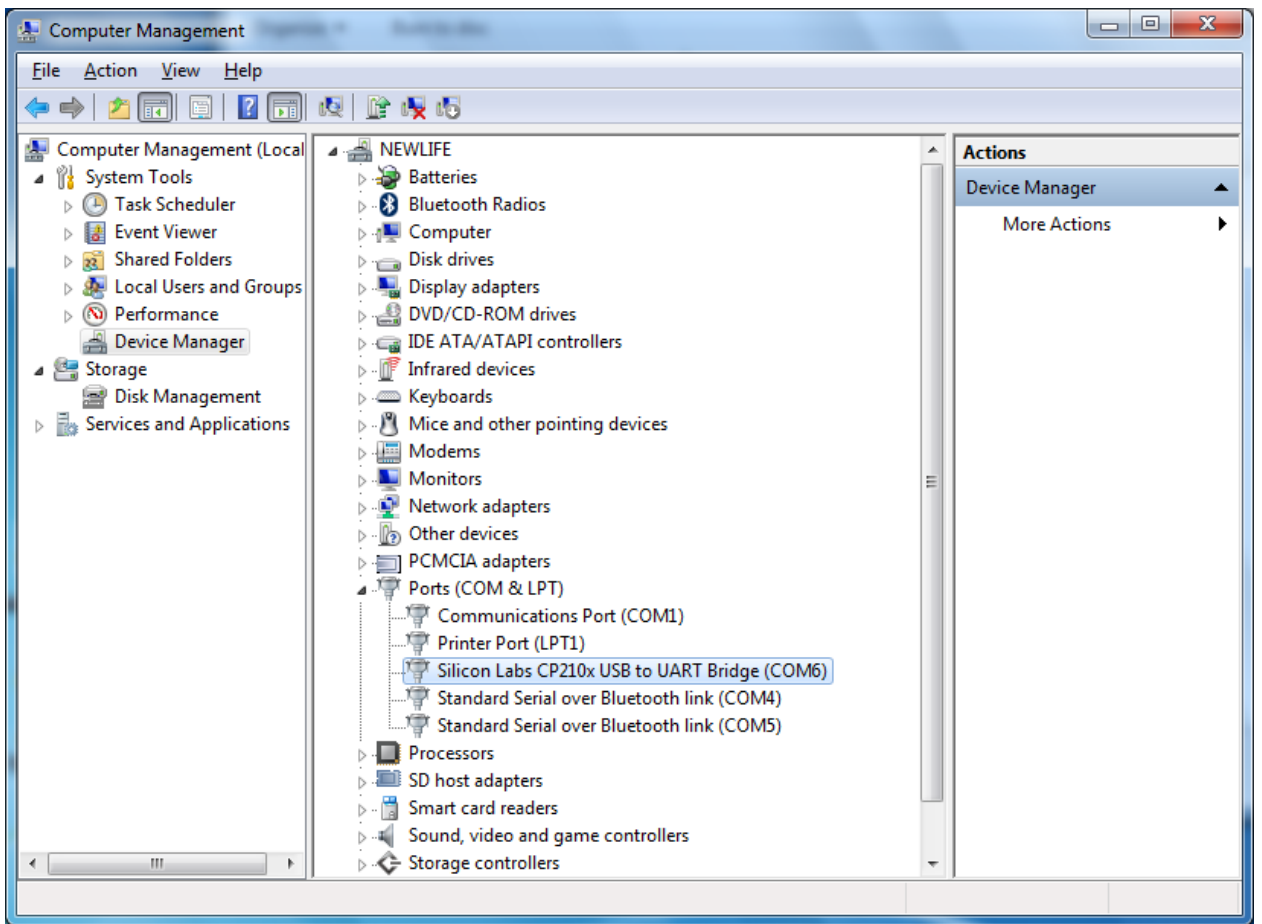 Computer Management
File Action View Help
Computer Management (Local
System Tools
Task Scheduler
Event Viewer
Shared Folders
Local Users and Groups
Performance
Device Manager
Storage
Disk Management
Services and Applications
NEWLIFE
Batteries
Bluetooth Radios
Computer
Disk drives
Display adapters
DVD/CD-ROM drives
IDE ATA/ATAPI controllers
Infrared devices
Keyboards
Mice and other pointing devices
Modems
Monitors
Network adapters
Other devices
PCMCIA adapters
Ports (COM & LPT)
Communications Port (COM1)
Printer Port (LPT1)
Silicon Labs CP210x USB to UART Bridge (COM6)
Standard Serial over Bluetooth link (COM4)
Standard Serial over Bluetooth link (COM5)
Processors
SD host adapters
Smart card readers
Sound, video and game controllers
Storage controllers
Actions
Device Manager
More Actions